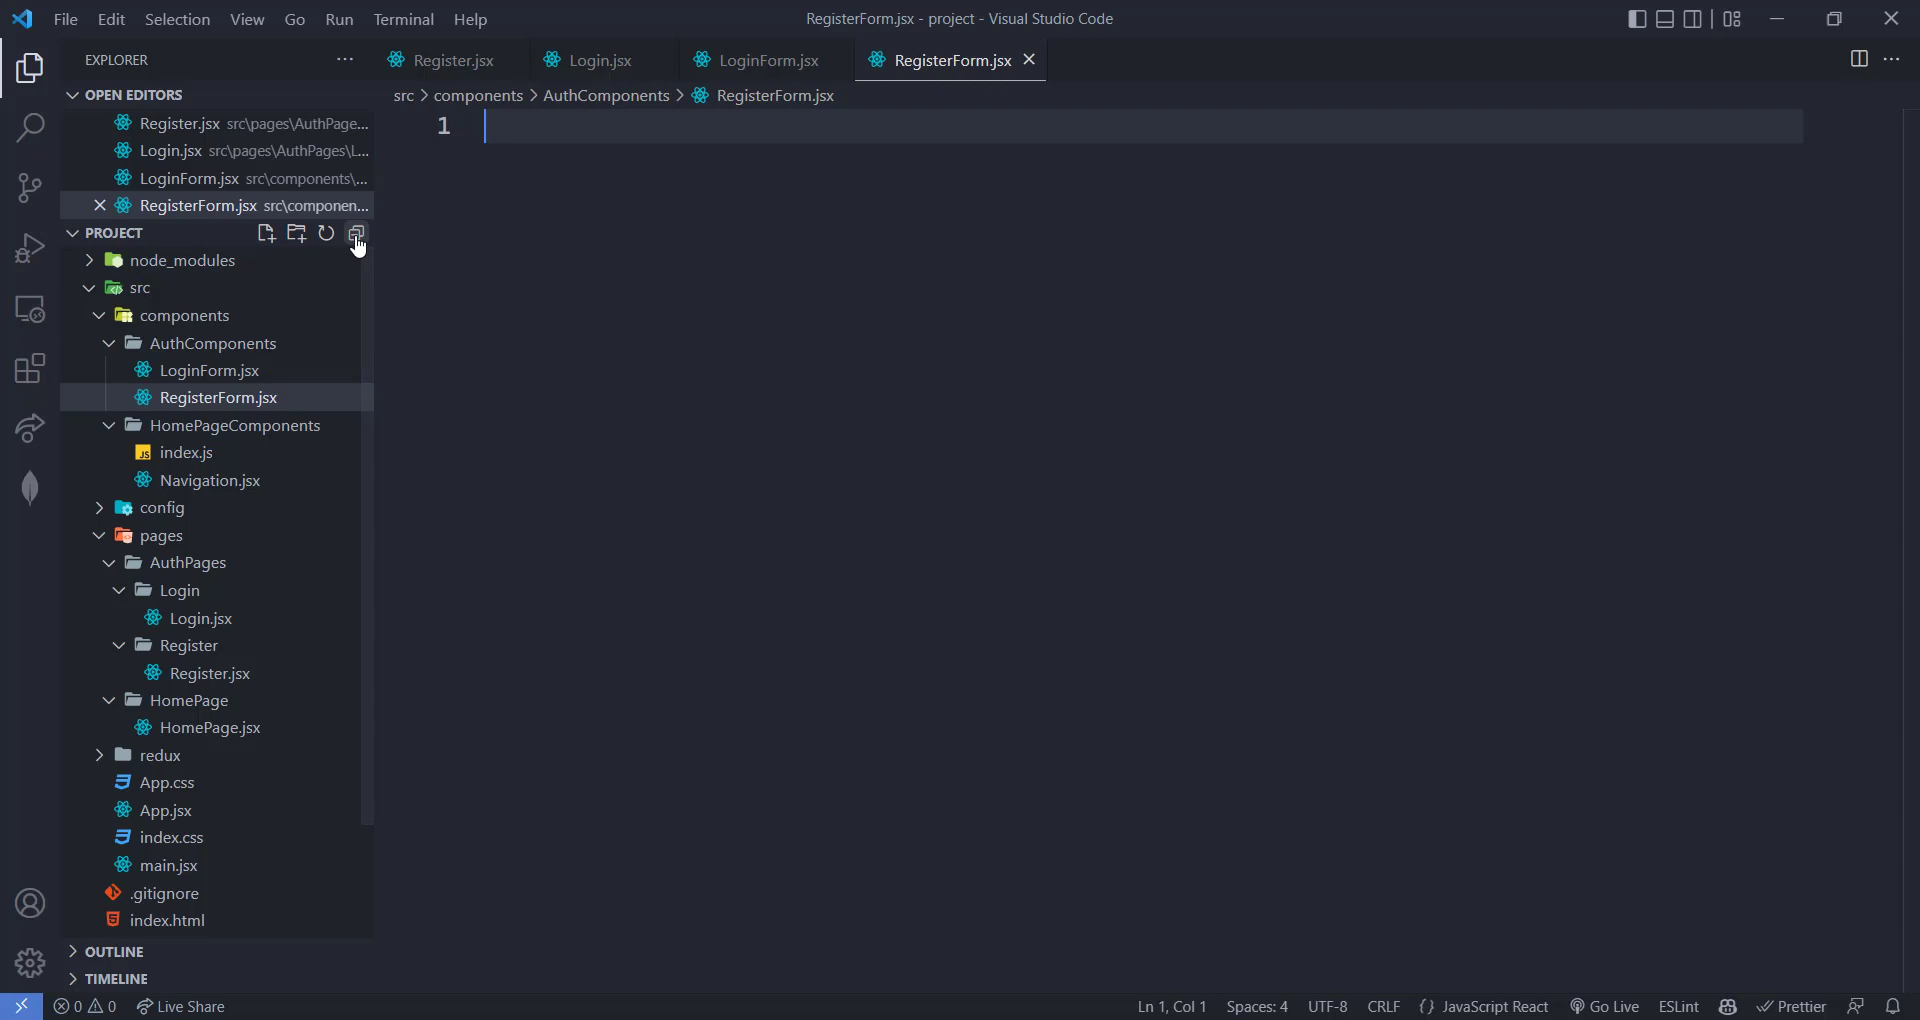 File Edit Selection View Go Run Terminal Help
RegisterForm.jsx - project - Visual Studio Code
EXPLORER
Register.jsx
Login.jsx
LoginForm.jsx
RegisterForm.jsx
OPEN EDITORS
src > components > AuthComponents > RegisterForm.jsx
Register.jsx src\pages\AuthPage...
Login.jsx src\pages\AuthPages\L...
LoginForm.jsx src\components\...
RegisterForm.jsx src\componen...
1
PROJECT
node_modules
src
components
AuthComponents
LoginForm.jsx
RegisterForm.jsx
HomePageComponents
JS index.js
Navigation.jsx
config
pages
AuthPages
Login
Login.jsx
Register
Register.jsx
HomePage
HomePage.jsx
redux
App.css
App.jsx
index.css
main.jsx
.gitignore
index.html
OUTLINE
TIMELINE
0 0 Live Share
Ln 1, Col 1 Spaces: 4 UTF-8 CRLF {} JavaScript React Go Live ESLint Prettier